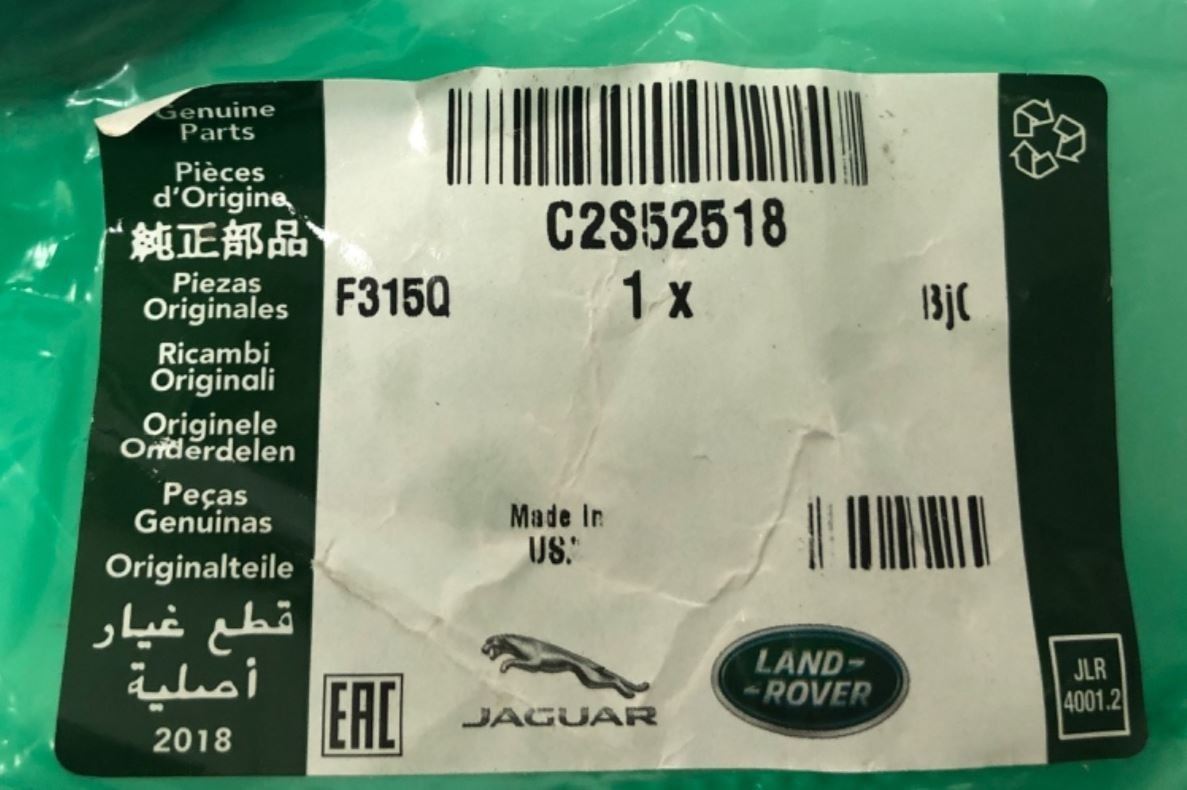 Genuine
Parts
Pièces
d'Origine
純正部品
Piezas
Originales
Ricambi
Originali
Originele
Onderdelen
Peças
Genuinas
Originalteile
قطع غيار
أصلية
2018
C2S52518
F315Q
1 x
Made In
EAC
JAGUAR
LAND-
-ROVER
JLR
4001.2